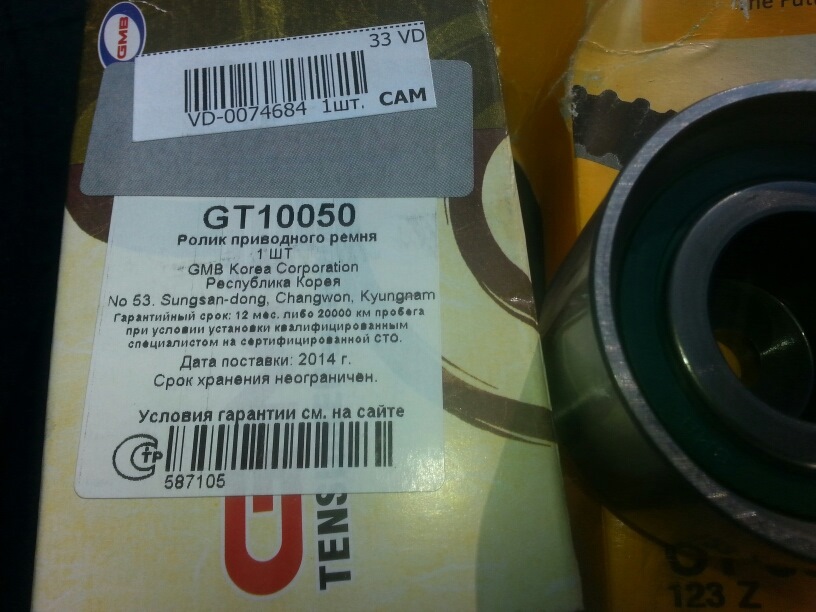 GMB
33 VD
VD-0074684 1шт. САМ
GT10050
Ролик приводного ремня
1 ШТ
GMB Korea Corporation
Республика Корея
No 53. Sungsan-dong, Changwon, Kyungnam
Гарантийный срок: 12 мес. либо 20000 км пробега
при условии установки квалифицированным
специалистом на сертифицированной СТО.
Дата поставки: 2014 г.
Срок хранения неограничен.
Условия гарантии см. на сайте
587105
TENS
123 Z